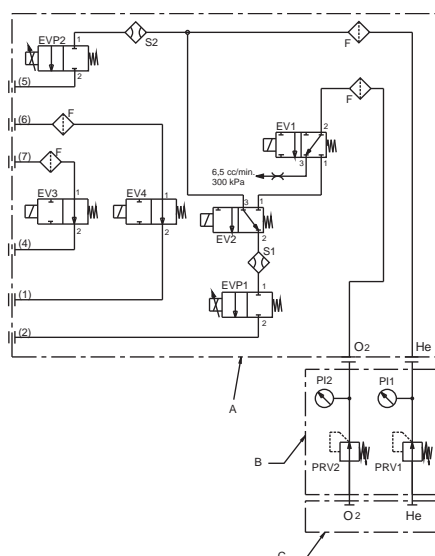 EVP2
1
2
S2
F
(5)
(6)
F
F
EV1
2
3
1
6,5 cc/min.
300 kPa
(7)
F
1
EV3
2
1
EV4
2
3
1
EV2
2
S1
(4)
(1)
EVP1
1
2
(2)
O2
He
A
PI2
PI1
B
PRV2
PRV1
O2
He
C